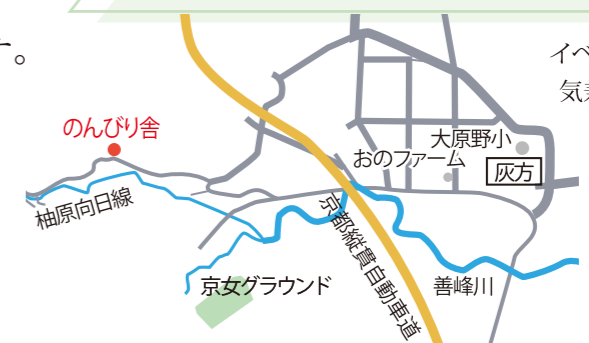 す。
イベ
のんびり舎
大原野小
おのファーム
灰方
柚原向日線
京都縦貫自動車道
京女グラウンド
善峰川